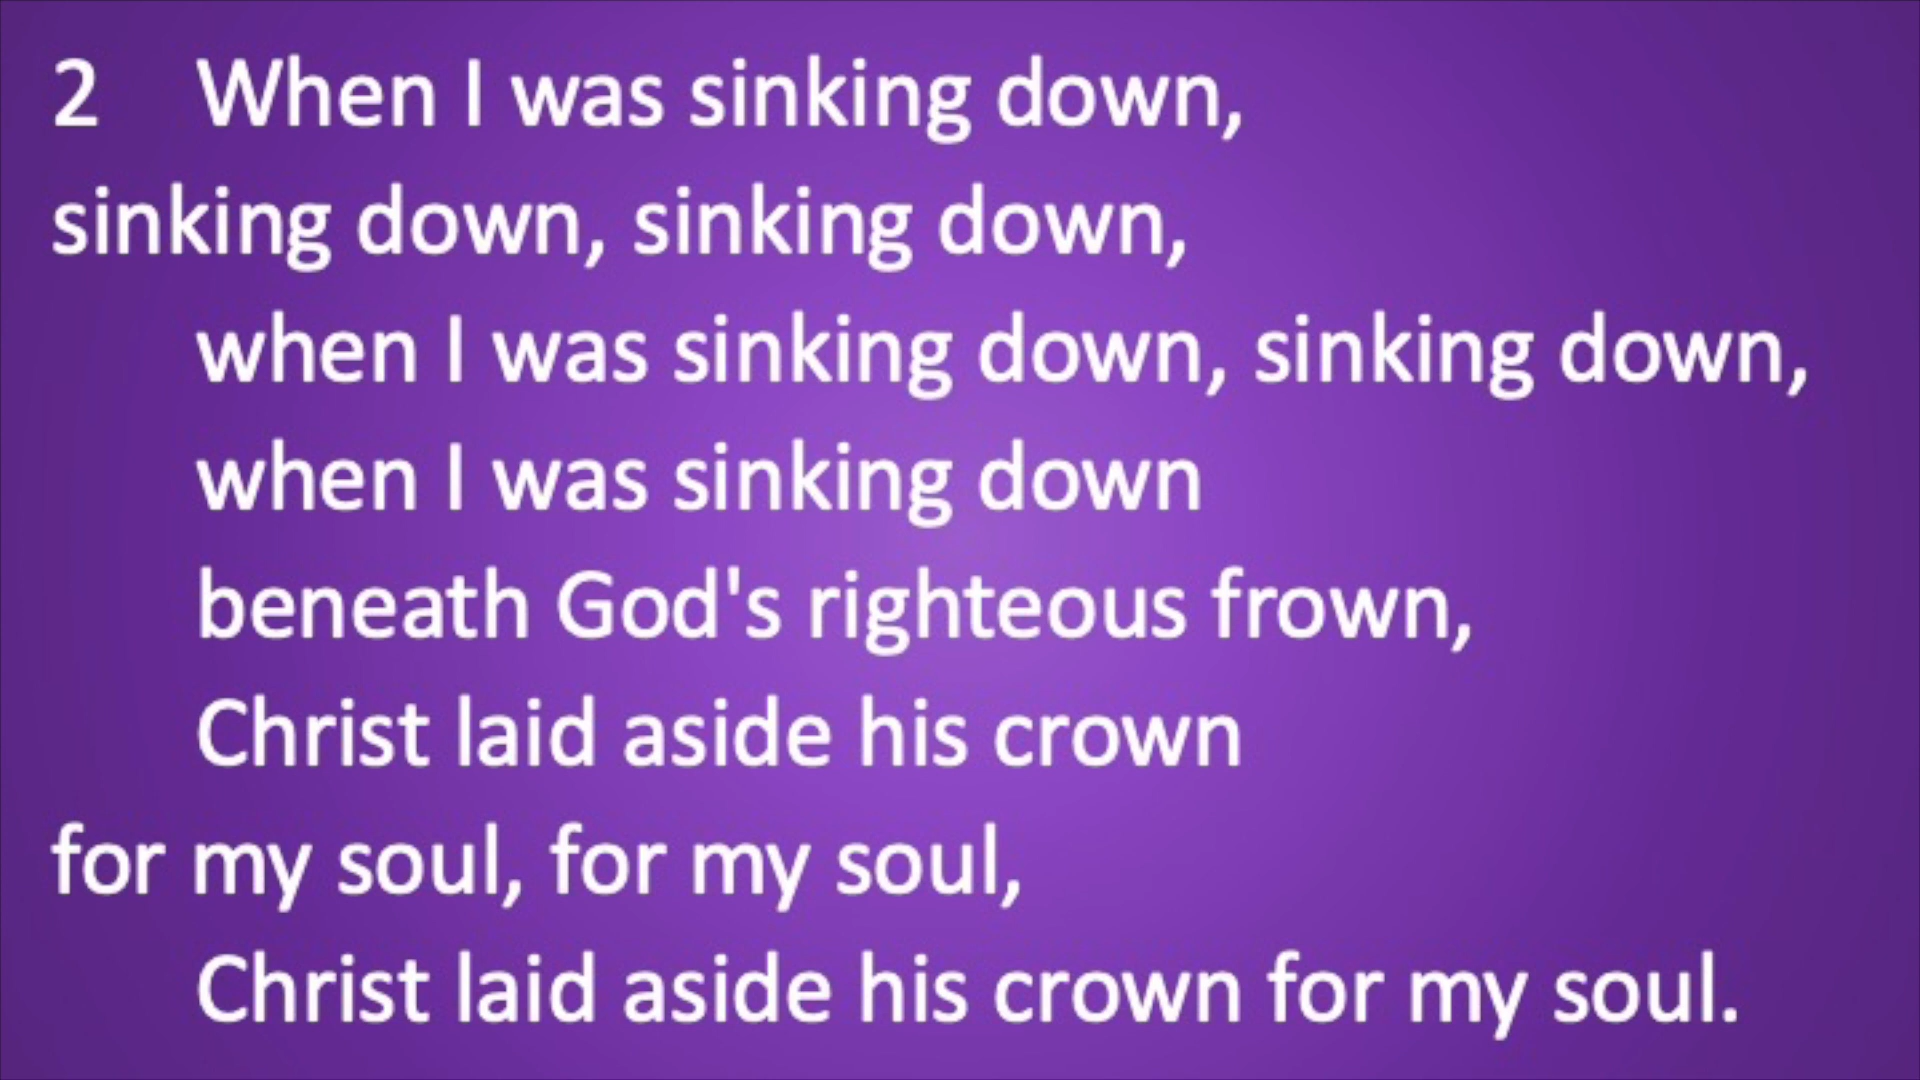 2 When I was sinking down,
sinking down, sinking down,
when I was sinking down, sinking down,
when I was sinking down
beneath God's righteous frown,
Christ laid aside his crown
for my soul, for my soul,
Christ laid aside his crown for my soul.